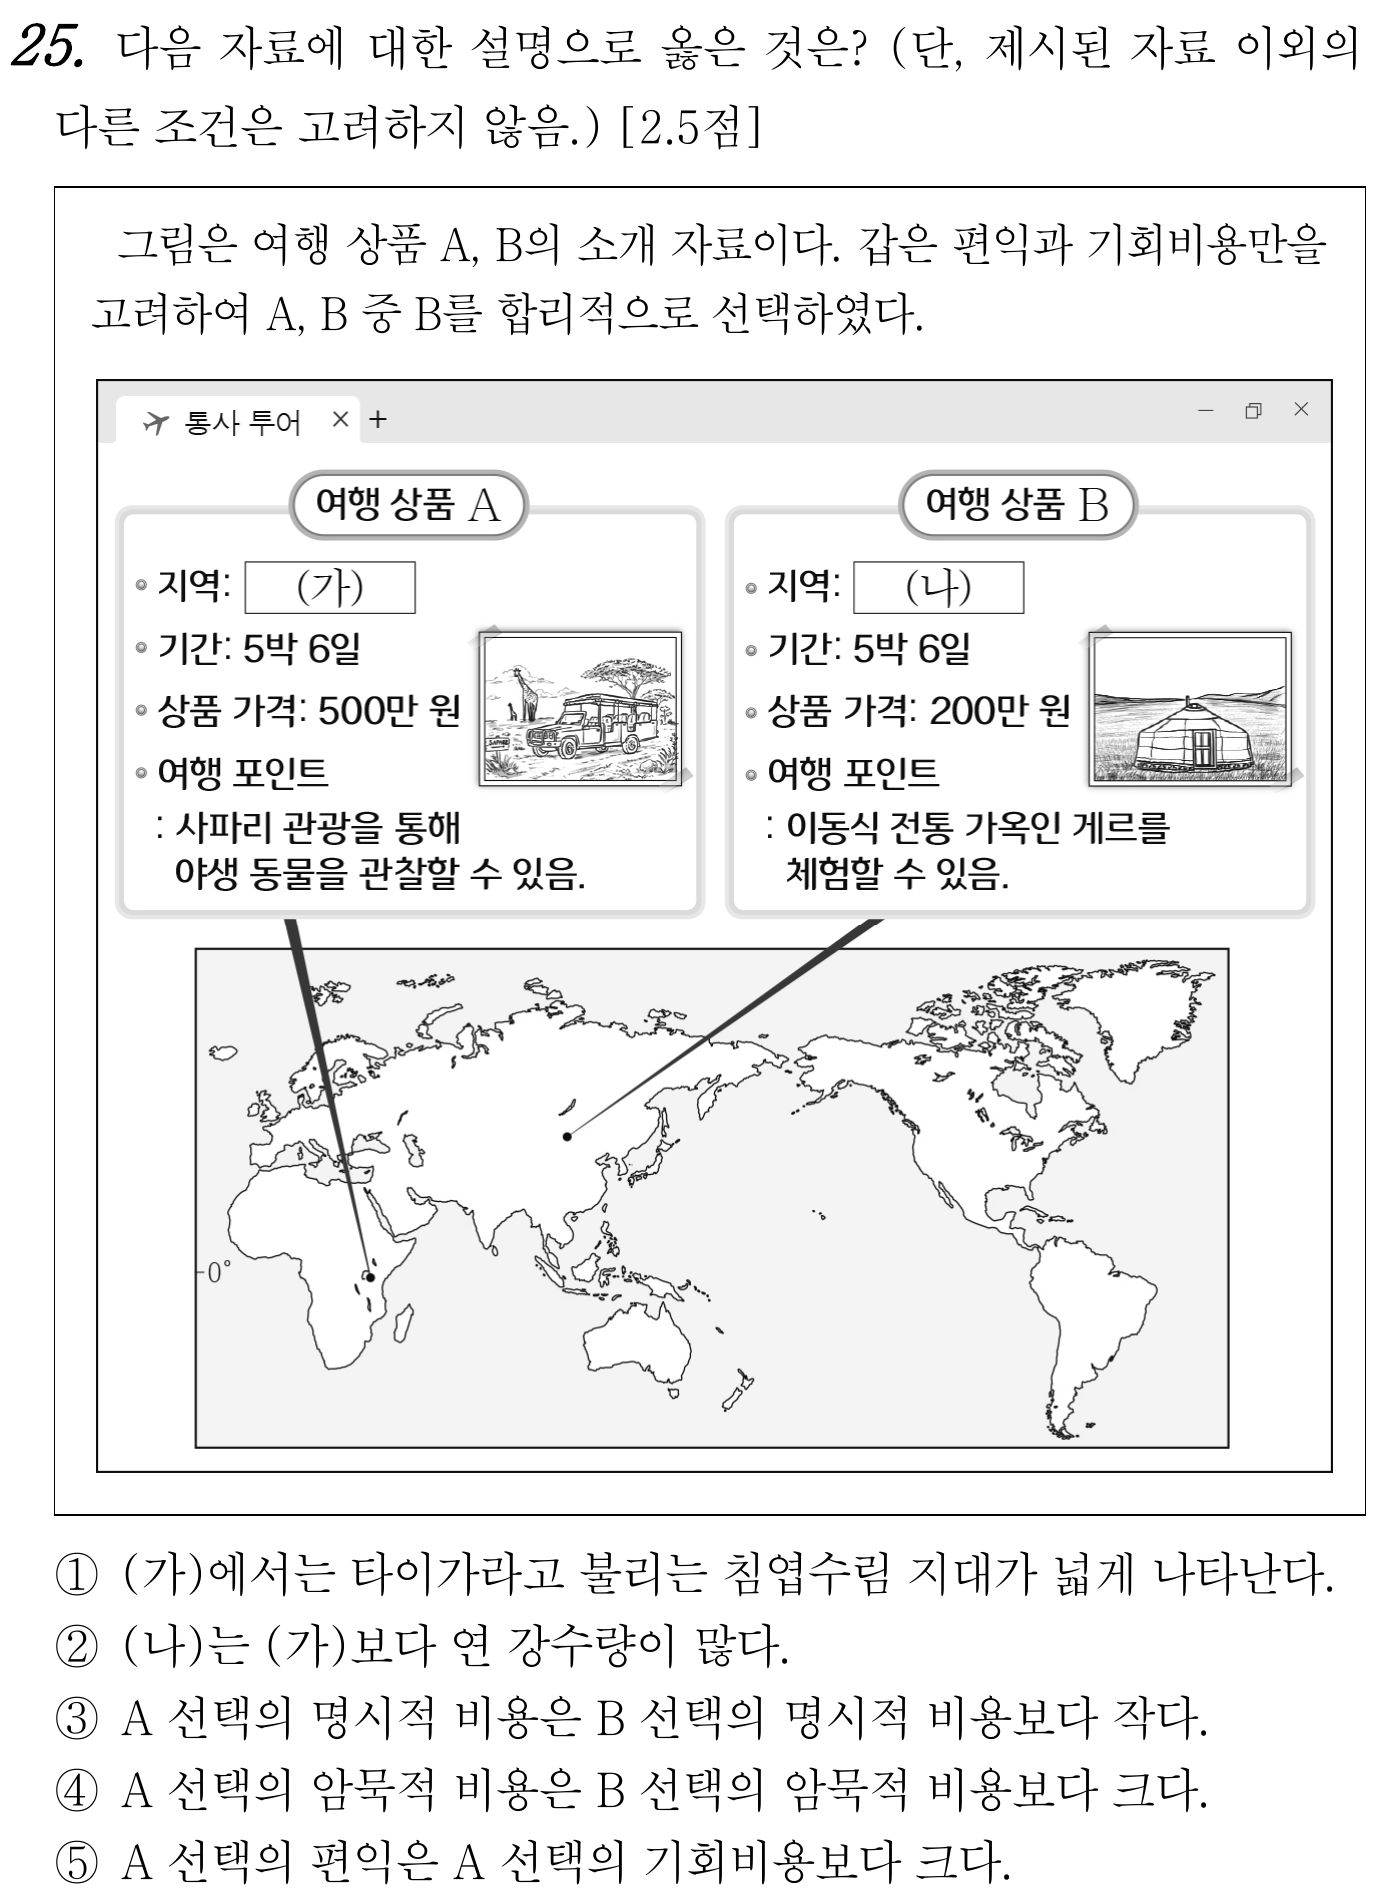 25. 다음 자료에 대한 설명으로 옳은 것은? (단, 제시된 자료 이외의
다른 조건은 고려하지 않음.) [2.5점]
그림은 여행 상품 A, B의 소개 자료이다. 갑은 편익과 기회비용만을
고려하여 A, B 중 B를 합리적으로 선택하였다.
통사 투어 × +
여행 상품 A
지역: (가)
기간: 5박 6일
상품 가격: 500만 원
여행 포인트
: 사파리 관광을 통해
야생 동물을 관찰할 수 있음.
SAFARI
여행 상품 B
지역: (나)
기간: 5박 6일
상품 가격: 200만 원
여행 포인트
: 이동식 전통 가옥인 게르를
체험할 수 있음.
0°
① (가)에서는 타이가라고 불리는 침엽수림 지대가 넓게 나타난다.
② (나)는 (가)보다 연 강수량이 많다.
③ A 선택의 명시적 비용은 B 선택의 명시적 비용보다 작다.
④ A 선택의 암묵적 비용은 B 선택의 암묵적 비용보다 크다.
⑤ A 선택의 편익은 A 선택의 기회비용보다 크다.